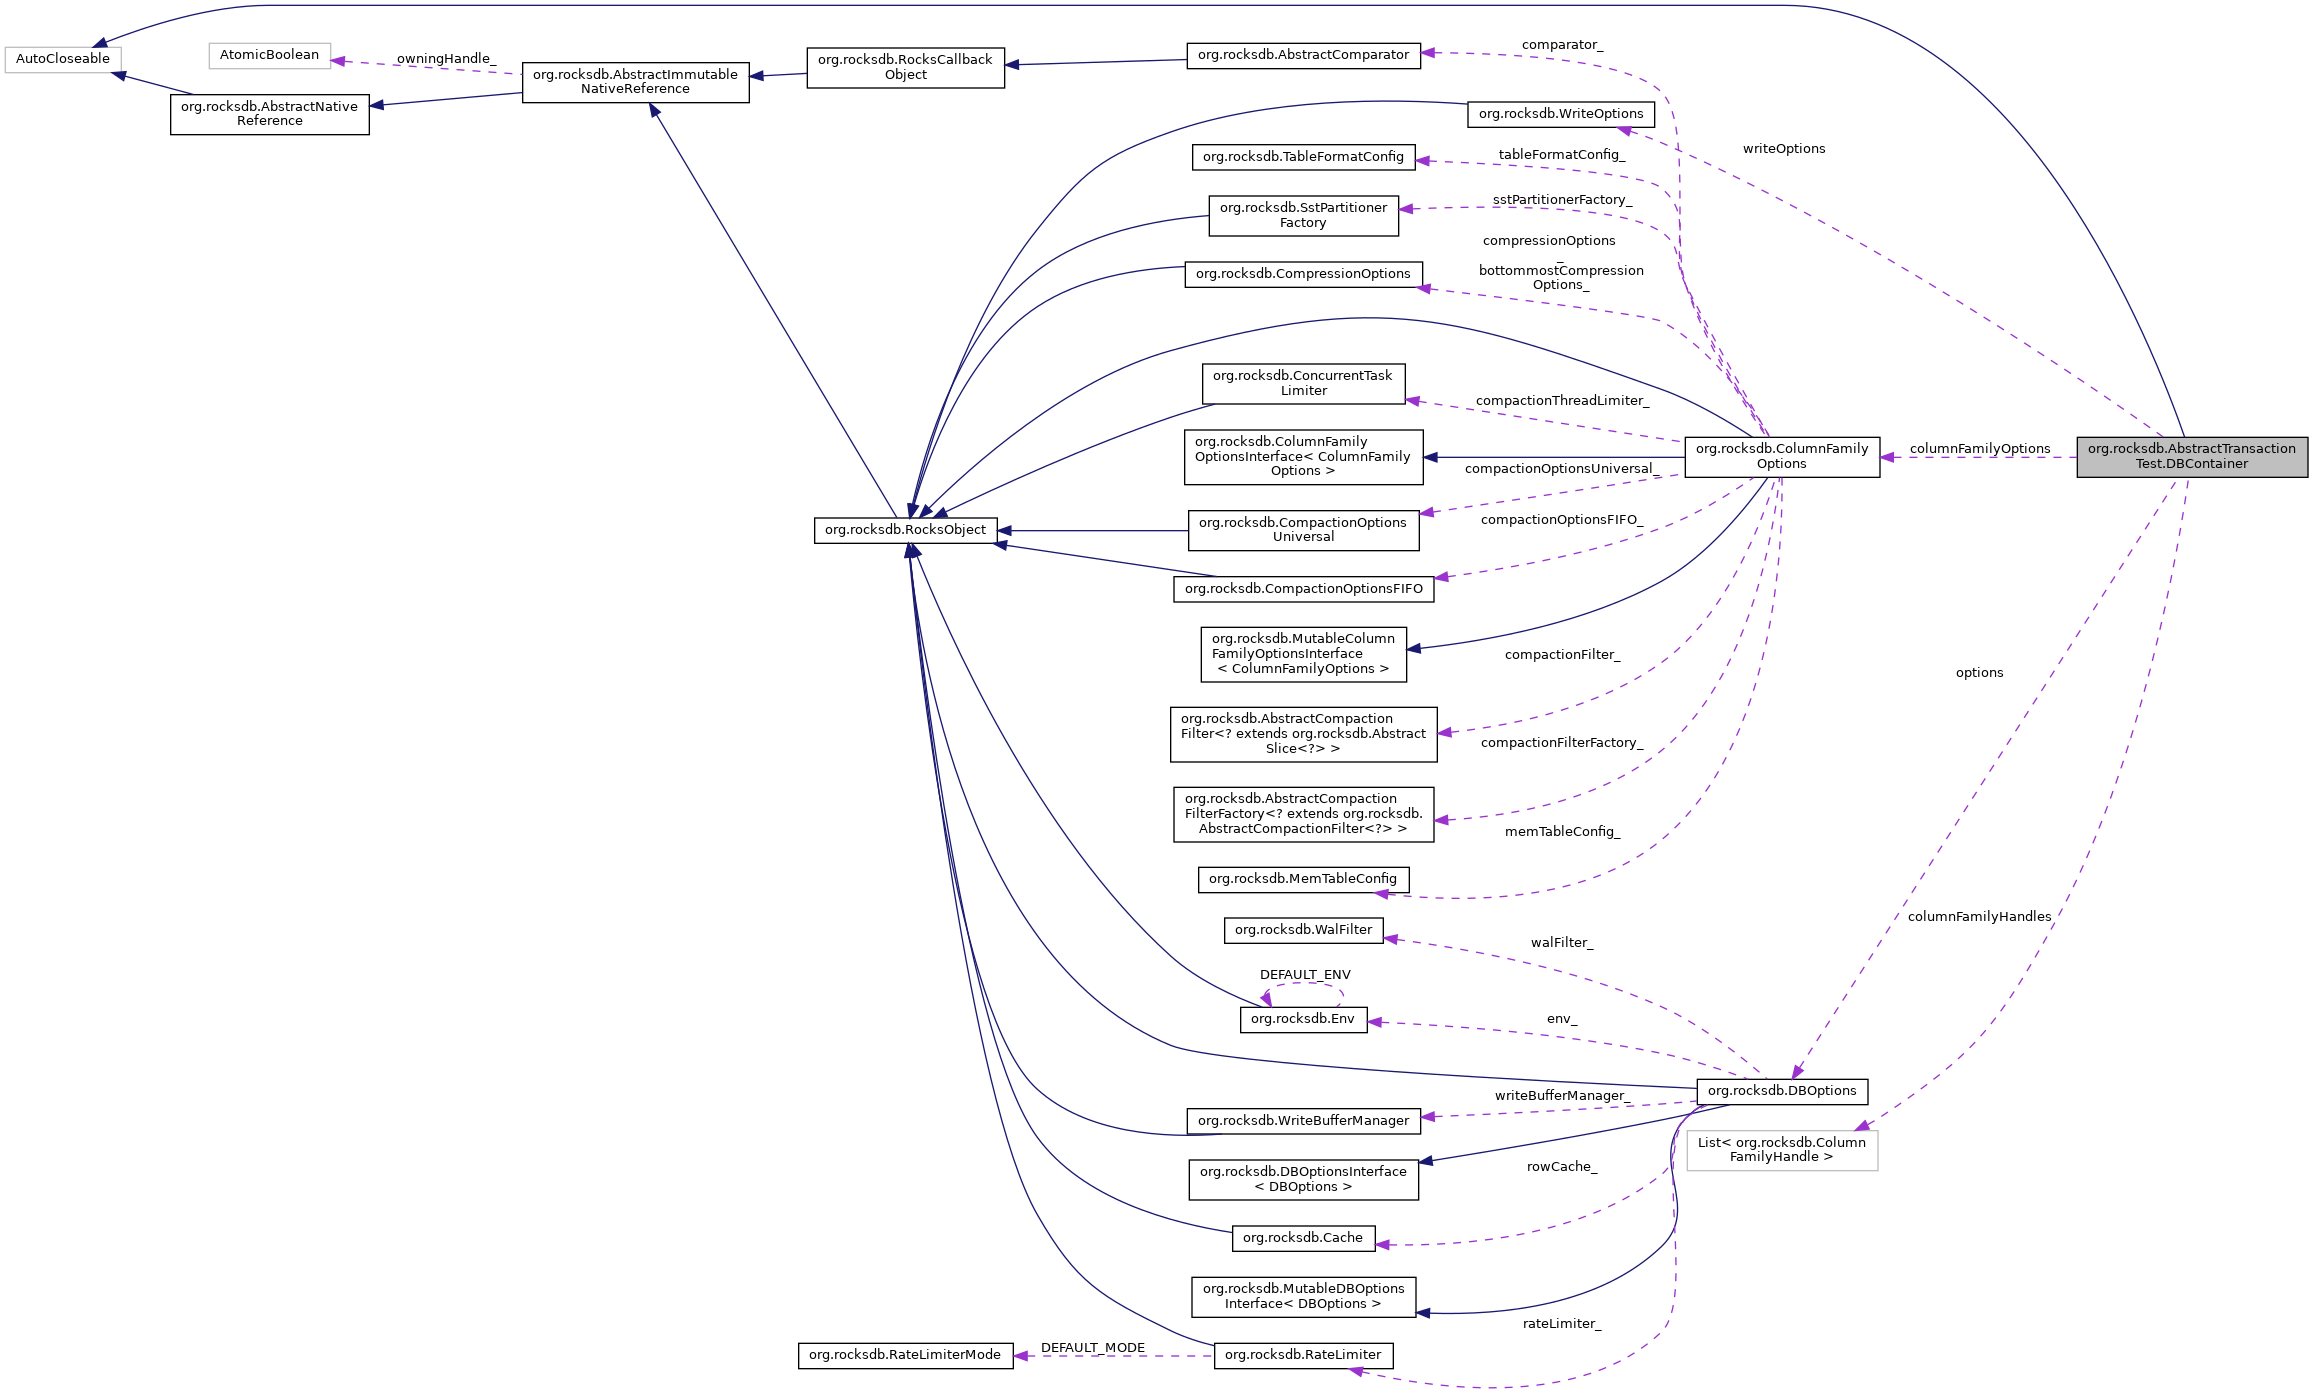 AutoCloseable
AtomicBoolean
owningHandle_
org.rocksdb.AbstractNative
Reference
org.rocksdb.AbstractImmutable
NativeReference
org.rocksdb.RocksCallback
Object
org.rocksdb.AbstractComparator
comparator_
org.rocksdb.WriteOptions
writeOptions
org.rocksdb.TableFormatConfig
tableFormatConfig_
org.rocksdb.SstPartitioner
Factory
sstPartitionerFactory_
compressionOptions
_
bottommostCompression
Options_
org.rocksdb.CompressionOptions
org.rocksdb.ConcurrentTask
Limiter
compactionThreadLimiter_
org.rocksdb.ColumnFamily
OptionsInterface< ColumnFamily
Options >
compactionOptionsUniversal_
org.rocksdb.ColumnFamily
Options
columnFamilyOptions
org.rocksdb.AbstractTransaction
Test.DBContainer
org.rocksdb.RocksObject
org.rocksdb.CompactionOptions
Universal
compactionOptionsFIFO_
org.rocksdb.CompactionOptionsFIFO
org.rocksdb.MutableColumn
FamilyOptionsInterface
< ColumnFamilyOptions >
compactionFilter_
options
org.rocksdb.AbstractCompaction
Filter<? extends org.rocksdb.Abstract
Slice<?> >
compactionFilterFactory_
org.rocksdb.AbstractCompaction
FilterFactory<? extends org.rocksdb.
AbstractCompactionFilter<?> >
memTableConfig_
org.rocksdb.MemTableConfig
columnFamilyHandles
org.rocksdb.WalFilter
walFilter_
DEFAULT_ENV
org.rocksdb.Env
env_
org.rocksdb.DBOptions
writeBufferManager_
org.rocksdb.WriteBufferManager
List< org.rocksdb.Column
FamilyHandle >
org.rocksdb.DBOptionsInterface
< DBOptions >
rowCache_
org.rocksdb.Cache
org.rocksdb.MutableDBOptions
Interface< DBOptions >
rateLimiter_
org.rocksdb.RateLimiterMode
DEFAULT_MODE
org.rocksdb.RateLimiter